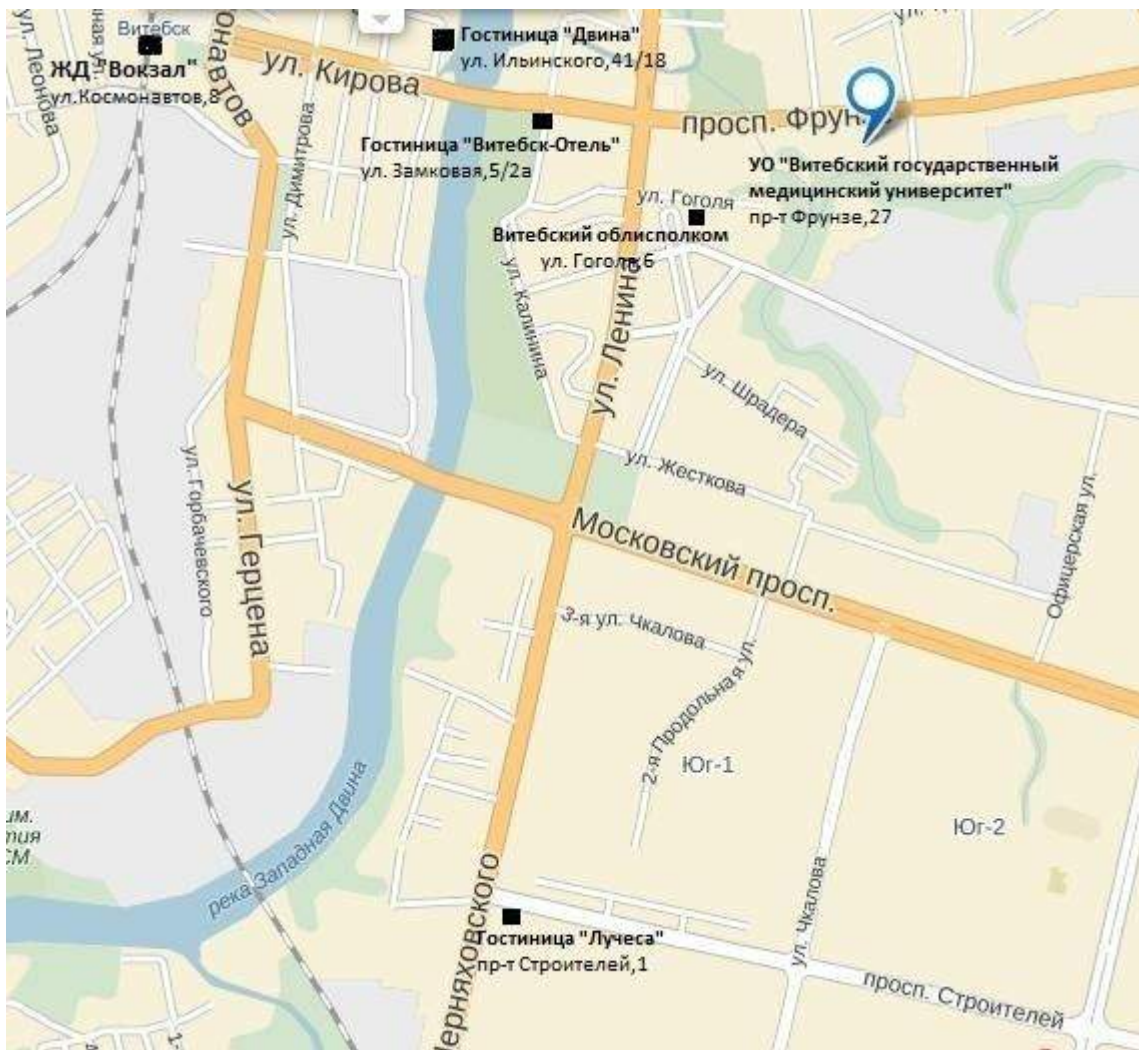 Витебск
ЖД "Вокзал"
ул.Космонавтов,8
ул. Леонова
ул. Кирова
Гостиница "Двина"
ул. Ильинского,41/18
Гостиница "Витебск-Отель"
ул. Замковая,5/2а
ул. Димитрова
просп.
УО "Витебский государственный
медицинский университет"
пр-т Фрунзе,27
ул. Гоголя
Витебский облисполком
ул. Гоголя,6
ул. Калинина
ул. Ленина
ул. Шрадера
ул. Жесткова
Офицерская ул.
ул. Горбачевского
ул. Герцена
Московский просп.
3-я ул. Чкалова
2-я Продольная ул.
Юг-1
Юг-2
река Западная Двина
ул. Чкалова
Гостиница "Лучеса"
пр-т Строителей,1
просп. Строителей